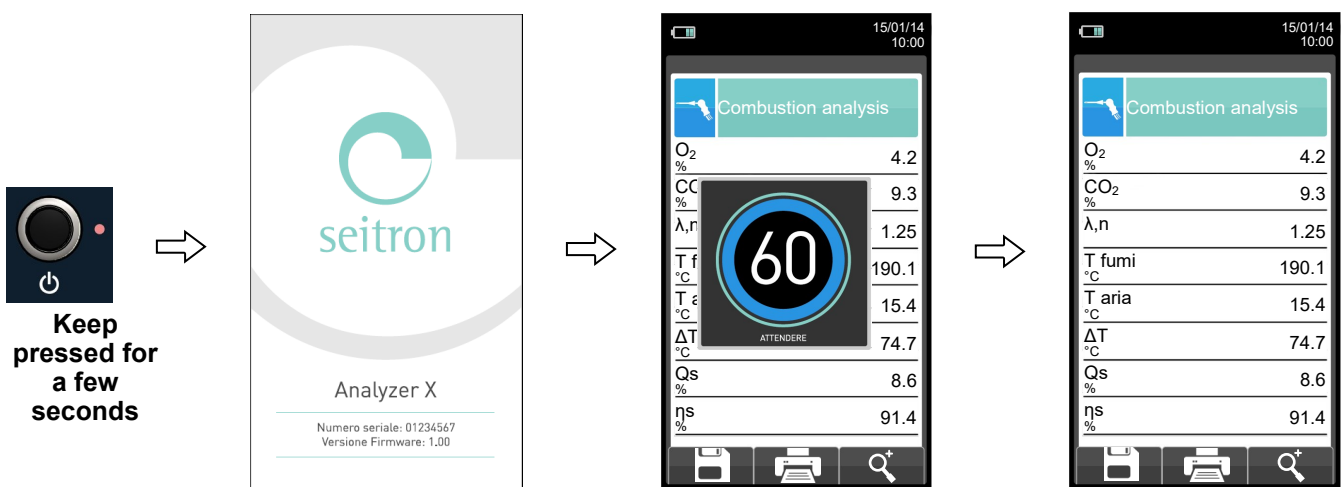 Keep
pressed for
a few
seconds
seitron
Analyzer X
Numero seriale: 01234567
Versione Firmware: 1.00
15/01/14
10:00
Combustion analysis
O2
%
4.2
CO
%
9.3
λ,n
1.25
T f
°C
190.1
T a
°C
15.4
ΔT
°C
74.7
Qs
%
8.6
ηs
%
91.4
60
ATTENDERE
15/01/14
10:00
Combustion analysis
O2
%
4.2
CO2
%
9.3
λ,n
1.25
T fumi
°C
190.1
T aria
°C
15.4
ΔT
°C
74.7
Qs
%
8.6
ηs
%
91.4